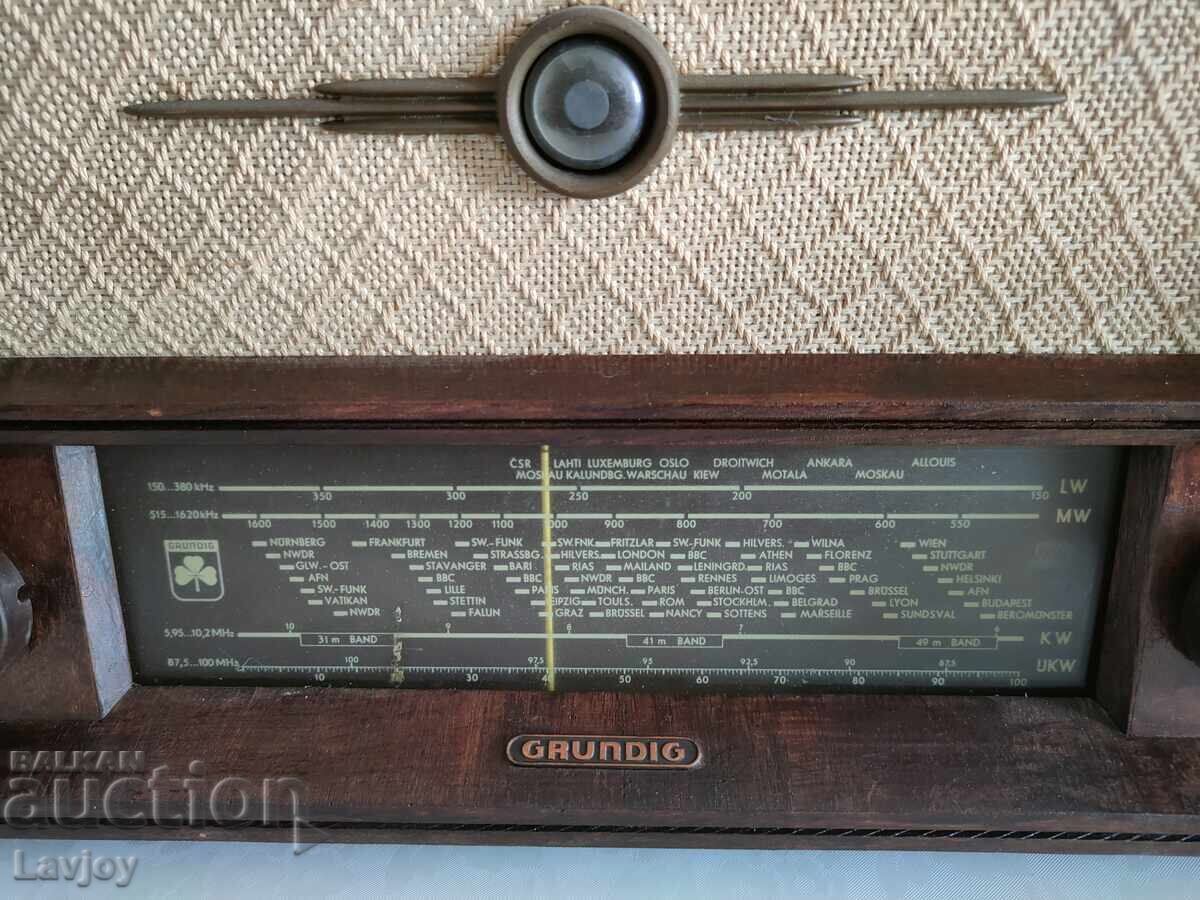 ČSR LAHTI LUXEMBURG OSLO DROITWICH ANKARA ALLOUIS
MOSKAU KALUNDBG. WARSCHAU KIEW MOTALA MOSKAU
150...380 kHz LW
350 300 250 200 150
515...1620 kHz MW
1600 1500 1400 1300 1200 1100 1000 900 800 700 600 550
NÜRNBERG FRANKFURT SW.-FUNK SW.FNK. FRITZLAR SW.-FUNK HILVERS. WILNA WIEN
GRUNDIG
NWDR BREMEN STRASSBG. HILVERS. LONDON BBC ATHEN FLORENZ STUTTGART
GLW.-OST STAVANGER BARI RIAS MAILAND LENINGRD. RIAS BBC NWDR
AFN BBC BBC NWDR BBC RENNES LIMOGES PRAG HELSINKI
SW.-FUNK LILLE PARIS MÜNCH. PARIS BERLIN-OST BBC BRÜSSEL AFN
VATIKAN STETTIN LEIPZIG TOULS. ROM STOCKHLM. BELGRAD LYON BUDAPEST
NWDR FALUN GRAZ BRÜSSEL NANCY SOTTENS MARSEILLE SUNDSVAL BEROMÜNSTER
5,95...10,2 MHz 10 9 8 7 6 KW
31 m BAND 41 m BAND 49 m BAND
87,5...100 MHz 100 97,5 95 92,5 90 87,5 UKW
10 30 40 50 60 70 80 90 100
GRUNDIG
BALKAN
auction
Lavjoy